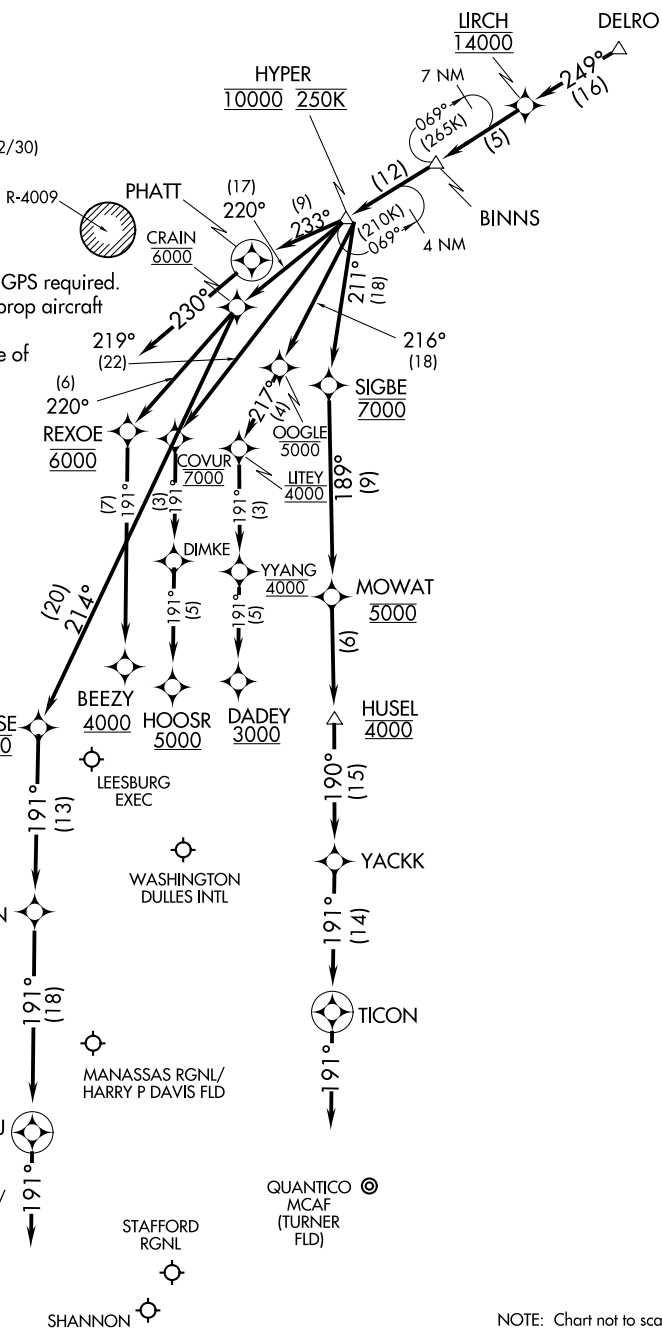 LIRCH
14000
DELRO
HYPER
10000 250K
7 NM
249°
(16)
069°
(265K)
(5)
2/30)
R-4009
PHATT
(17)
220°
(9)
233°
(12)
BINNS
CRAIN
6000
(210K)
069°
4 NM
GPS required.
prop aircraft
230°
211°
(18)
e of
219°
(22)
216°
(18)
(6)
220°
217°
(4)
SIGBE
7000
REXOE
6000
COVUR
7000
OOGLE
5000
LITEY
4000
189°
(9)
(7)
191°
(3)
191°
191°
(3)
DIMKE
YYANG
4000
MOWAT
5000
(20)
214°
191°
(5)
191°
(5)
(6)
BEEZY
4000
HOOSR
5000
DADEY
3000
HUSEL
4000
SE
0
LEESBURG
EXEC
190°
(15)
191°
(13)
WASHINGTON
DULLES INTL
YACKK
N
191°
(14)
191°
(18)
TICON
MANASSAS RGNL/
HARRY P DAVIS FLD
191°
J
191°
/
QUANTICO
MCAF
(TURNER
FLD)
STAFFORD
RGNL
SHANNON
NOTE: Chart not to sca